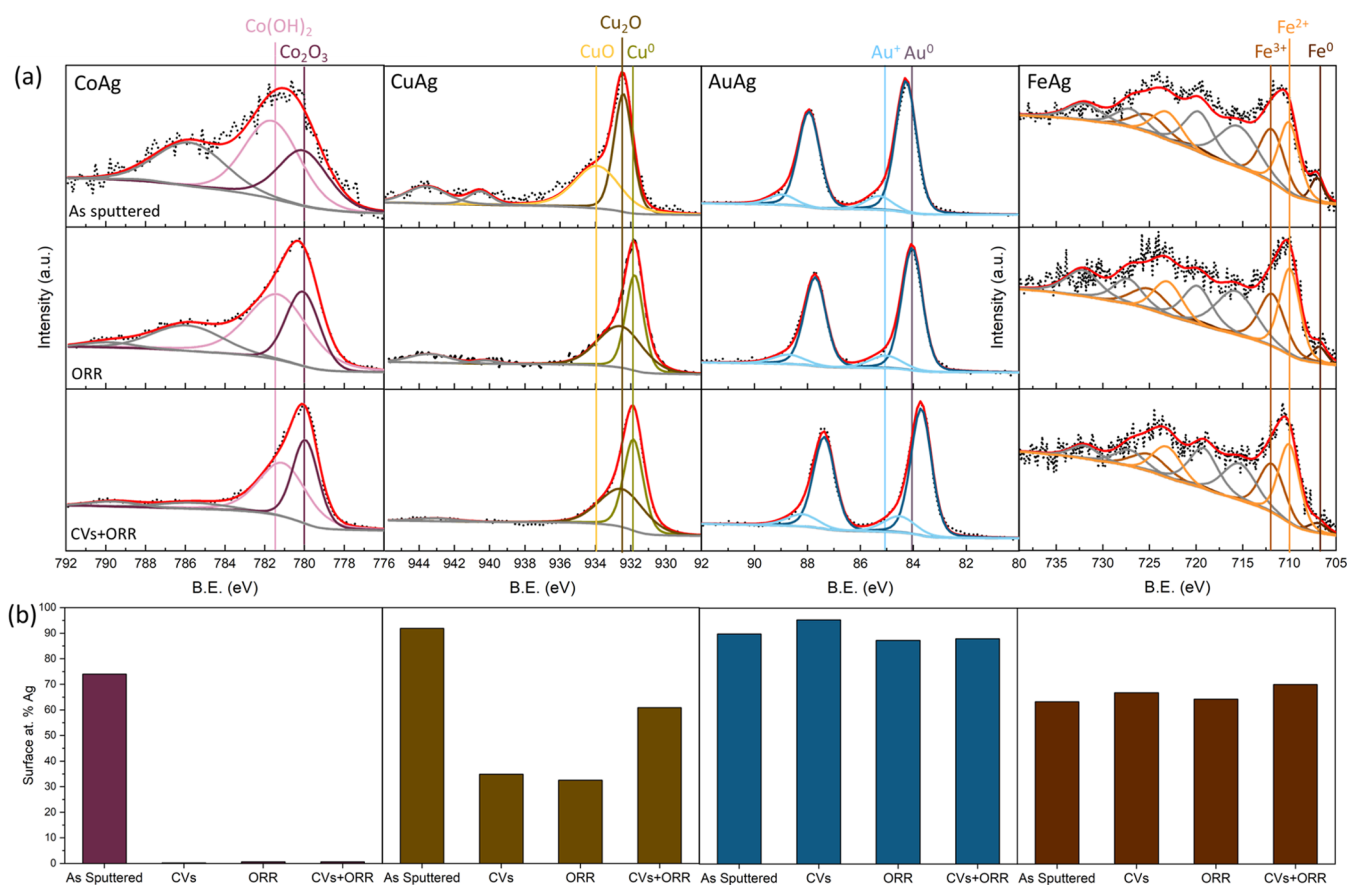 Co(OH)2 Cu2O Fe2+
Co2O3 CuO Cu0 Au+ Au0 Fe3+ Fe0
(a) CoAg CuAg AuAg FeAg
As sputtered
Intensity (a.u.) Intensity (a.u.)
ORR
CVs+ORR
792 790 788 786 784 782 780 778 776 944 942 940 938 936 934 932 930 92 90 88 86 84 82 80 735 730 725 720 715 710 705
B.E. (eV) B.E. (eV) B.E. (eV) B.E. (eV)
(b)
100
90
80
70
60
50
40
30
20
10
0
Surface at. % Ag
As Sputtered CVs ORR CVs+ORR As Sputtered CVs ORR CVs+ORR As Sputtered CVs ORR CVs+ORR As Sputtered CVs ORR CVs+ORR